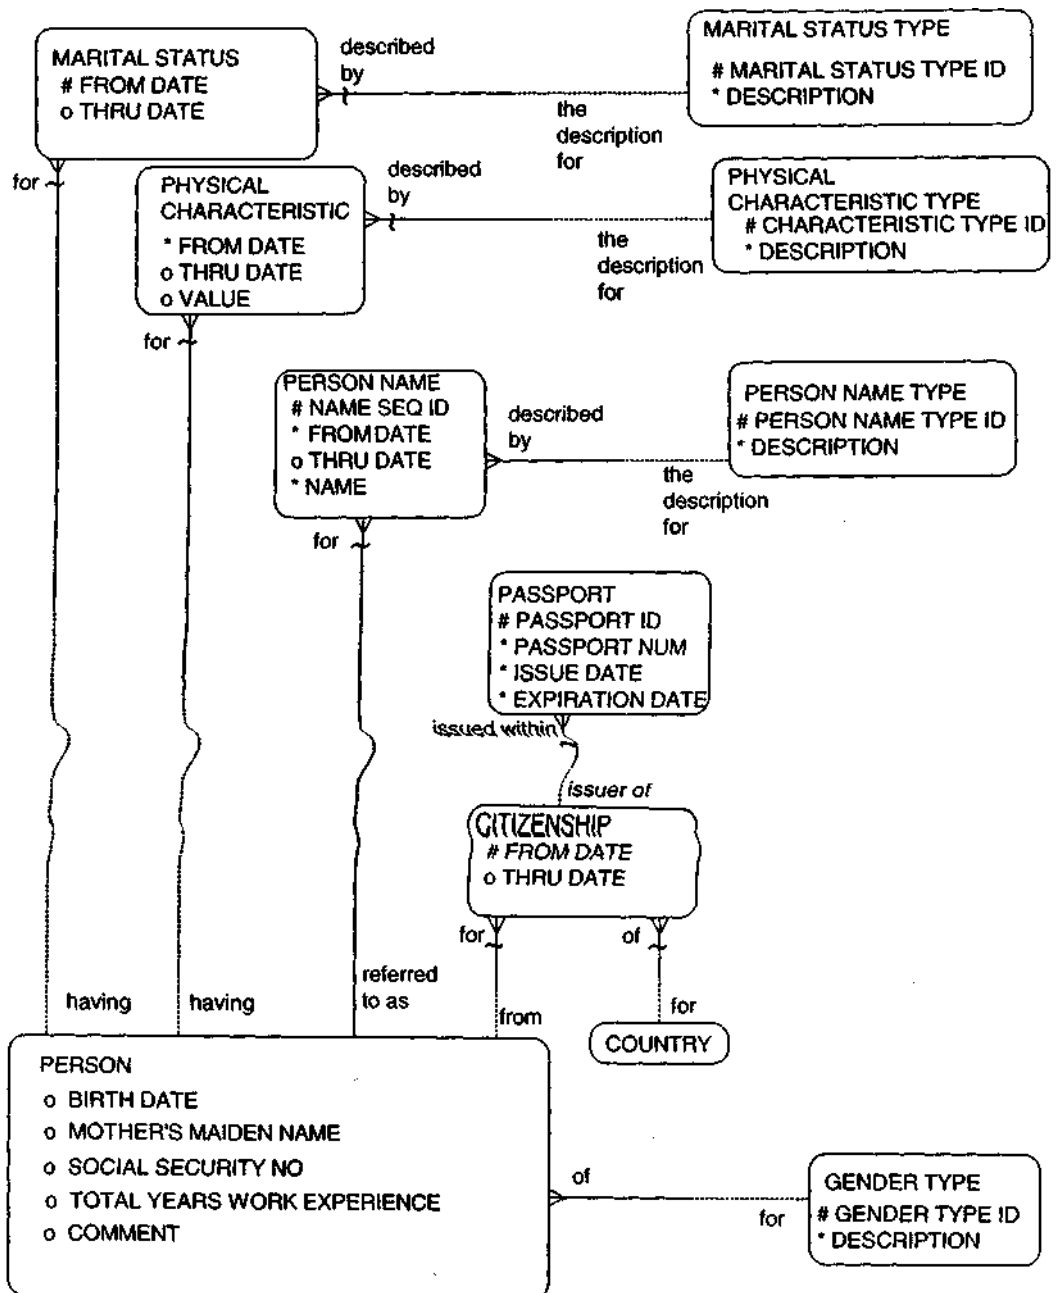 MARITAL STATUS
# FROM DATE
o THRU DATE
described
by
the
description
for
MARITAL STATUS TYPE
# MARITAL STATUS TYPE ID
* DESCRIPTION
for
PHYSICAL
CHARACTERISTIC
* FROM DATE
o THRU DATE
o VALUE
described
by
the
description
for
PHYSICAL
CHARACTERISTIC TYPE
# CHARACTERISTIC TYPE ID
* DESCRIPTION
for
PERSON NAME
# NAME SEQ ID
* FROM DATE
o THRU DATE
* NAME
described
by
the
description
for
PERSON NAME TYPE
# PERSON NAME TYPE ID
* DESCRIPTION
for
PASSPORT
# PASSPORT ID
* PASSPORT NUM
* ISSUE DATE
* EXPIRATION DATE
issued within
issuer of
CITIZENSHIP
# FROM DATE
o THRU DATE
for
of
having
having
referred
to as
from
for
COUNTRY
PERSON
o BIRTH DATE
o MOTHER'S MAIDEN NAME
o SOCIAL SECURITY NO
o TOTAL YEARS WORK EXPERIENCE
o COMMENT
of
for
GENDER TYPE
# GENDER TYPE ID
* DESCRIPTION